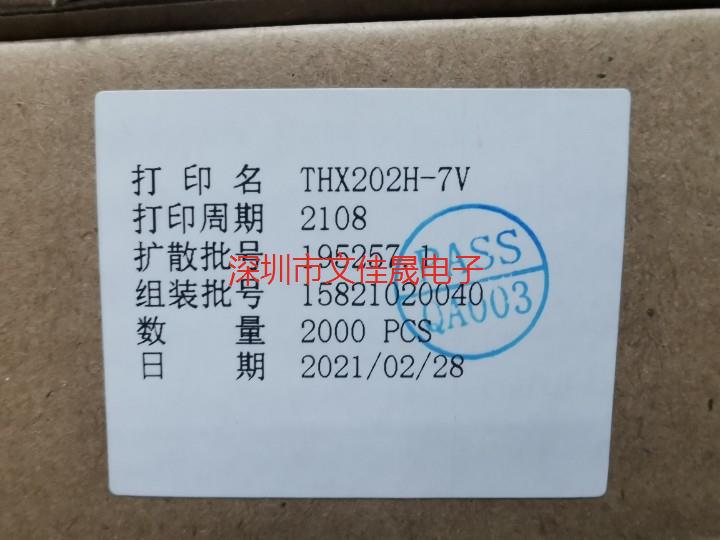 打印名 THX202H-7V
打印周期 2108
扩散批号 195257.1
深圳市文佳晟电子
组装批号 15821020040
数量 2000 PCS
日期 2021/02/28
PASS
QA003